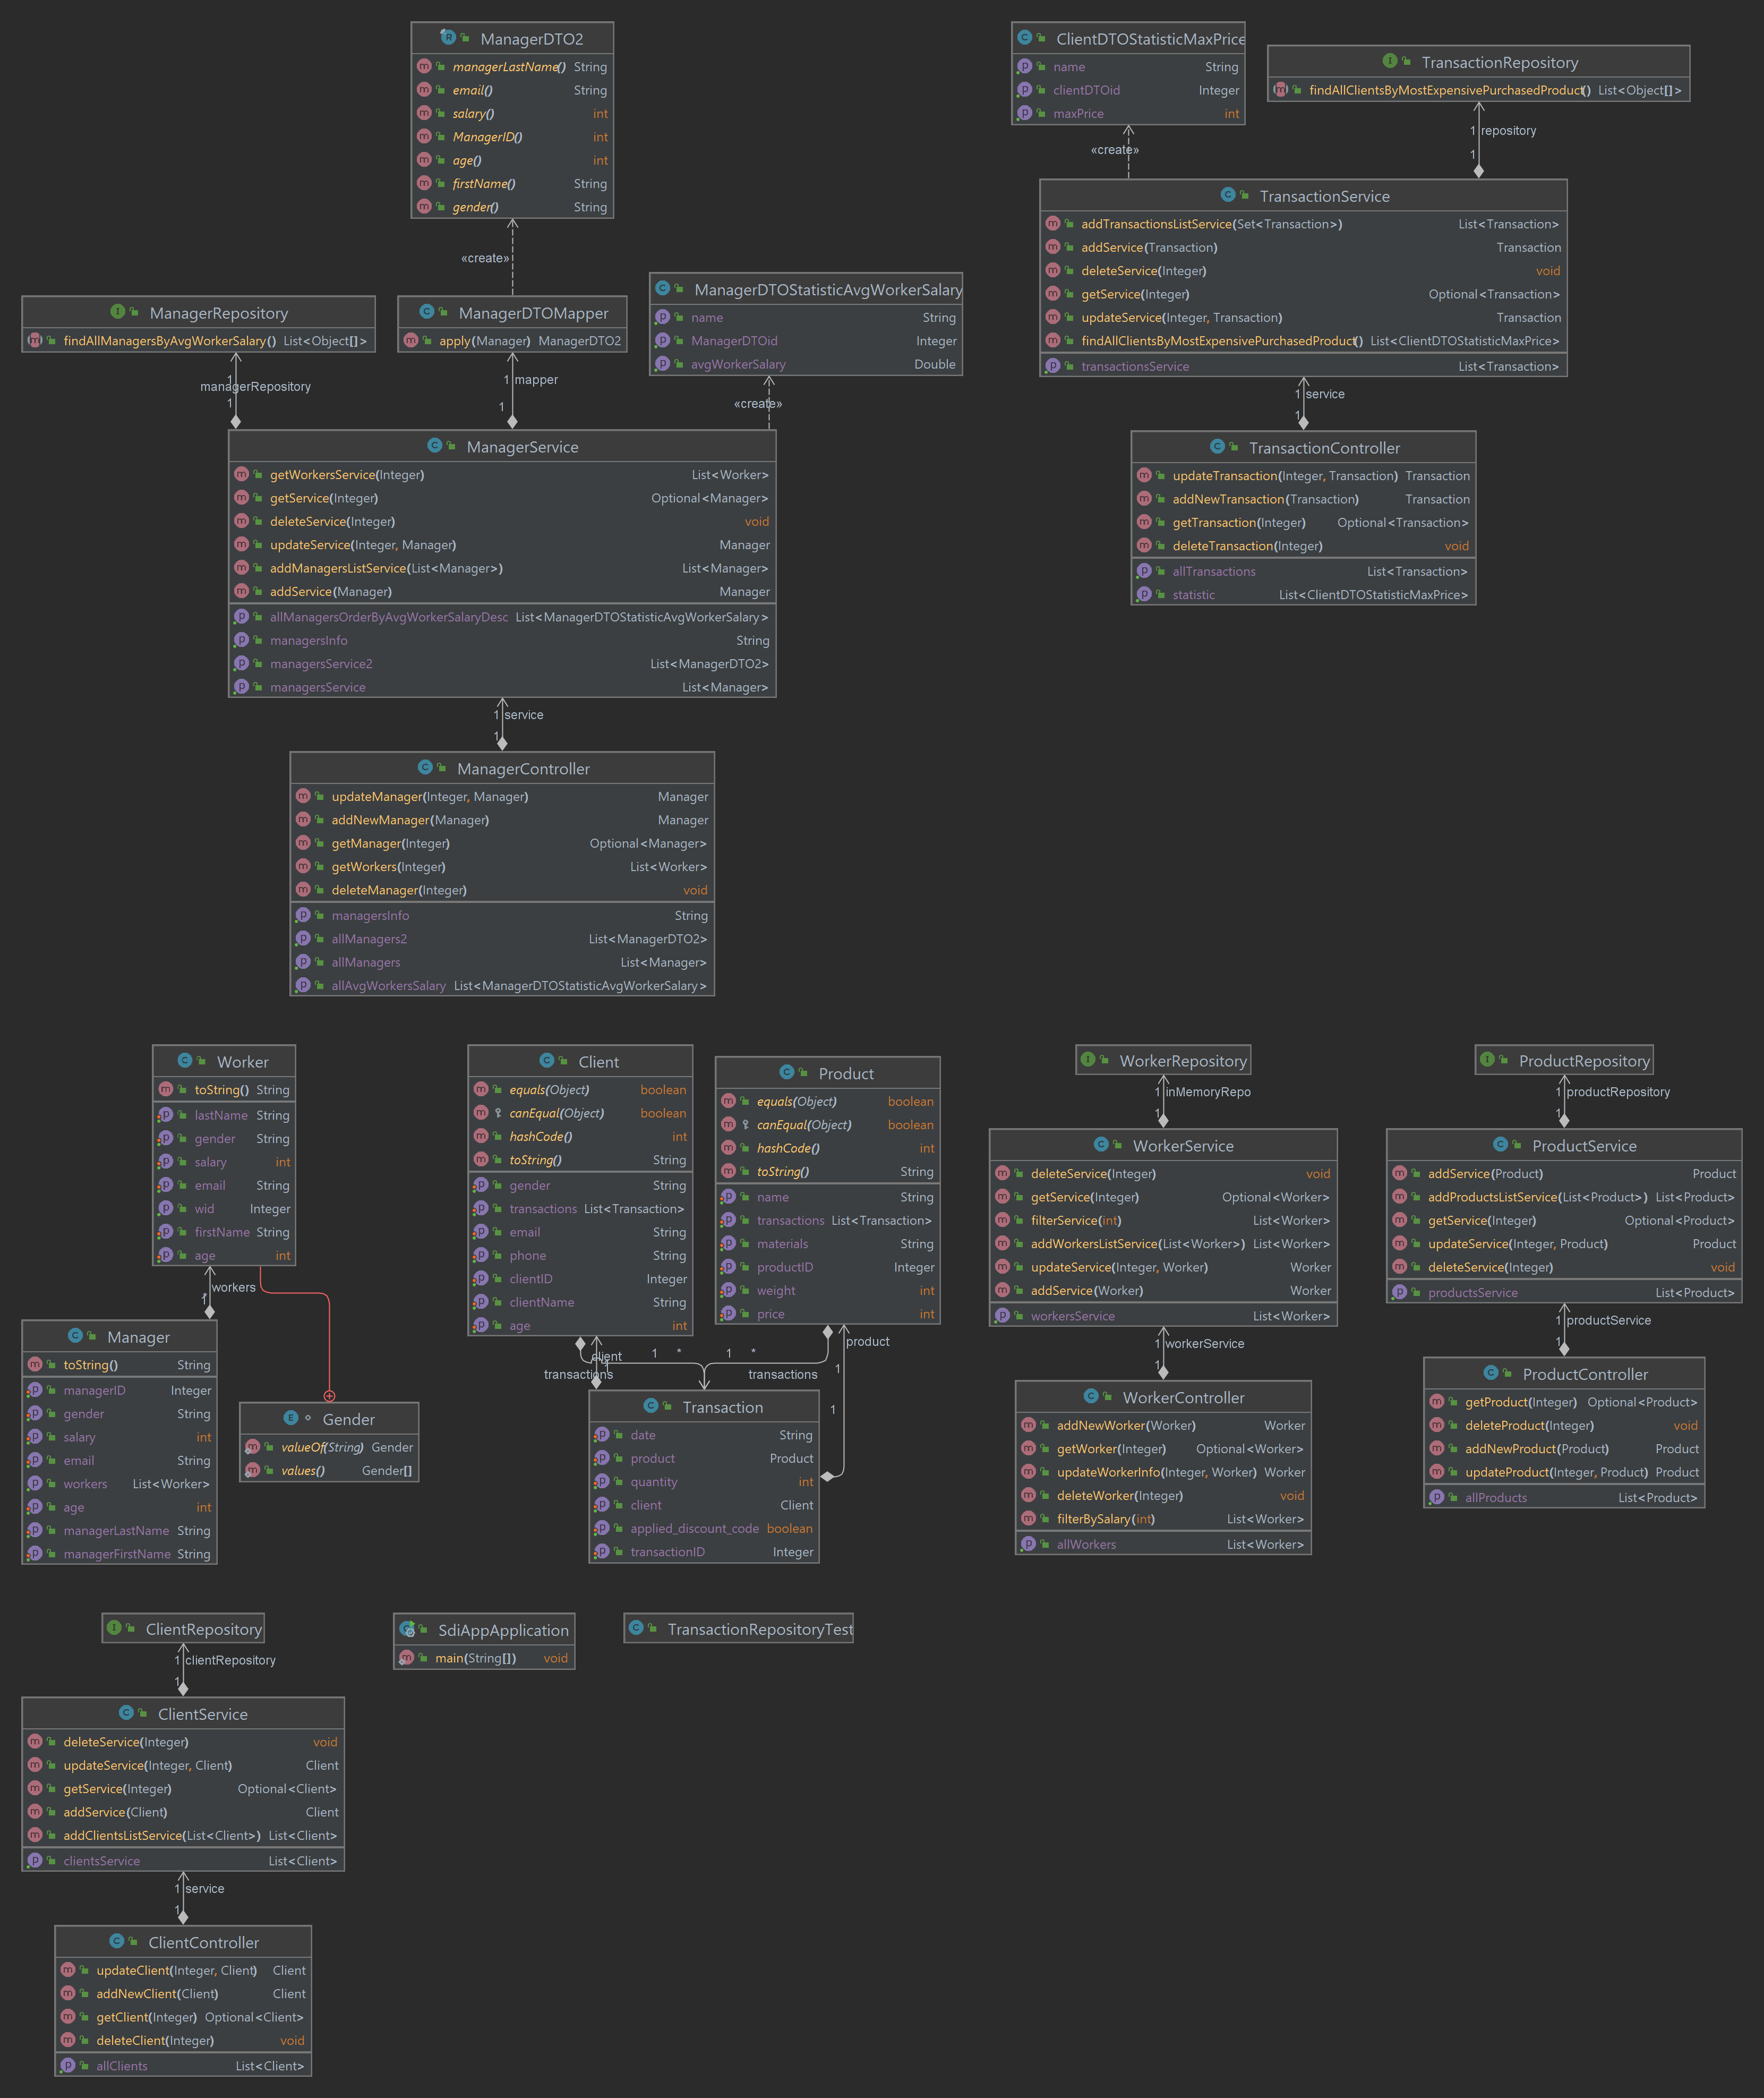 ManagerDTO2
managerLastName() String
email() String
salary() int
ManagerID() int
age() int
firstName() String
gender() String
«create»
ClientDTOStatisticMaxPrice
name String
clientDTOid Integer
maxPrice int
«create»
TransactionRepository
findAllClientsByMostExpensivePurchasedProduct() List<Object[]>
1 repository
1
TransactionService
addTransactionsListService(Set<Transaction>) List<Transaction>
addService(Transaction) Transaction
deleteService(Integer) void
getService(Integer) Optional<Transaction>
updateService(Integer, Transaction) Transaction
findAllClientsByMostExpensivePurchasedProduct() List<ClientDTOStatisticMaxPrice>
transactionsService List<Transaction>
1 service
1
TransactionController
updateTransaction(Integer, Transaction) Transaction
addNewTransaction(Transaction) Transaction
getTransaction(Integer) Optional<Transaction>
deleteTransaction(Integer) void
allTransactions List<Transaction>
statistic List<ClientDTOStatisticMaxPrice>
ManagerRepository
findAllManagersByAvgWorkerSalary() List<Object[]>
1
managerRepository
1
ManagerDTOMapper
apply(Manager) ManagerDTO2
1 mapper
1
ManagerDTOStatisticAvgWorkerSalary
name String
ManagerDTOid Integer
avgWorkerSalary Double
«create»
ManagerService
getWorkersService(Integer) List<Worker>
getService(Integer) Optional<Manager>
deleteService(Integer) void
updateService(Integer, Manager) Manager
addManagersListService(List<Manager>) List<Manager>
addService(Manager) Manager
allManagersOrderByAvgWorkerSalaryDesc List<ManagerDTOStatisticAvgWorkerSalary>
managersInfo String
managersService2 List<ManagerDTO2>
managersService List<Manager>
1 service
1
ManagerController
updateManager(Integer, Manager) Manager
addNewManager(Manager) Manager
getManager(Integer) Optional<Manager>
getWorkers(Integer) List<Worker>
deleteManager(Integer) void
managersInfo String
allManagers2 List<ManagerDTO2>
allManagers List<Manager>
allAvgWorkersSalary List<ManagerDTOStatisticAvgWorkerSalary>
Worker
toString() String
lastName String
gender String
salary int
email String
wid Integer
firstName String
age int
workers
*
Manager
toString() String
managerID Integer
gender String
salary int
email String
workers List<Worker>
age int
managerLastName String
managerFirstName String
Gender
valueOf(String) Gender
values() Gender[]
Client
equals(Object) boolean
canEqual(Object) boolean
hashCode() int
toString() String
gender String
transactions List<Transaction>
email String
phone String
clientID Integer
clientName String
age int
Product
equals(Object) boolean
canEqual(Object) boolean
hashCode() int
toString() String
name String
transactions List<Transaction>
materials String
productID Integer
weight int
price int
client 1 * 1 * product
transactions transactions 1
1
Transaction
date String
product Product
quantity int
client Client
applied_discount_code boolean
transactionID Integer
WorkerRepository
1 inMemoryRepo
1
WorkerService
deleteService(Integer) void
getService(Integer) Optional<Worker>
filterService(int) List<Worker>
addWorkersListService(List<Worker>) List<Worker>
updateService(Integer, Worker) Worker
addService(Worker) Worker
workersService List<Worker>
1 workerService
1
WorkerController
addNewWorker(Worker) Worker
getWorker(Integer) Optional<Worker>
updateWorkerInfo(Integer, Worker) Worker
deleteWorker(Integer) void
filterBySalary(int) List<Worker>
allWorkers List<Worker>
ProductRepository
1 productRepository
1
ProductService
addService(Product) Product
addProductsListService(List<Product>) List<Product>
getService(Integer) Optional<Product>
updateService(Integer, Product) Product
deleteService(Integer) void
productsService List<Product>
1 productService
1
ProductController
getProduct(Integer) Optional<Product>
deleteProduct(Integer) void
addNewProduct(Product) Product
updateProduct(Integer, Product) Product
allProducts List<Product>
ClientRepository
1 clientRepository
1
ClientService
deleteService(Integer) void
updateService(Integer, Client) Client
getService(Integer) Optional<Client>
addService(Client) Client
addClientsListService(List<Client>) List<Client>
clientsService List<Client>
1 service
1
ClientController
updateClient(Integer, Client) Client
addNewClient(Client) Client
getClient(Integer) Optional<Client>
deleteClient(Integer) void
allClients List<Client>
SdiAppApplication
main(String[]) void
TransactionRepositoryTest